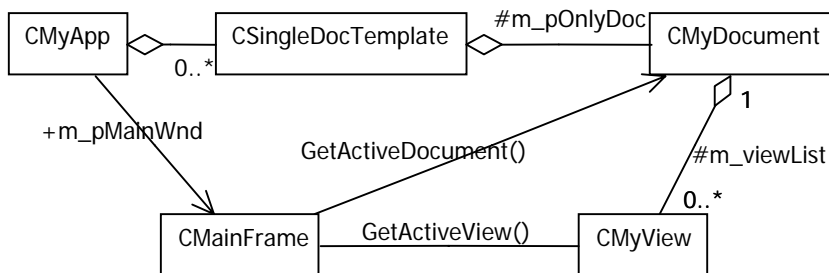 #m_pOnlyDoc
CMyApp
CSingleDocTemplate
CMyDocument
0..*
1
+m_pMainWnd
GetActiveDocument()
#m_viewList
0..*
CMainFrame
GetActiveView()
CMyView